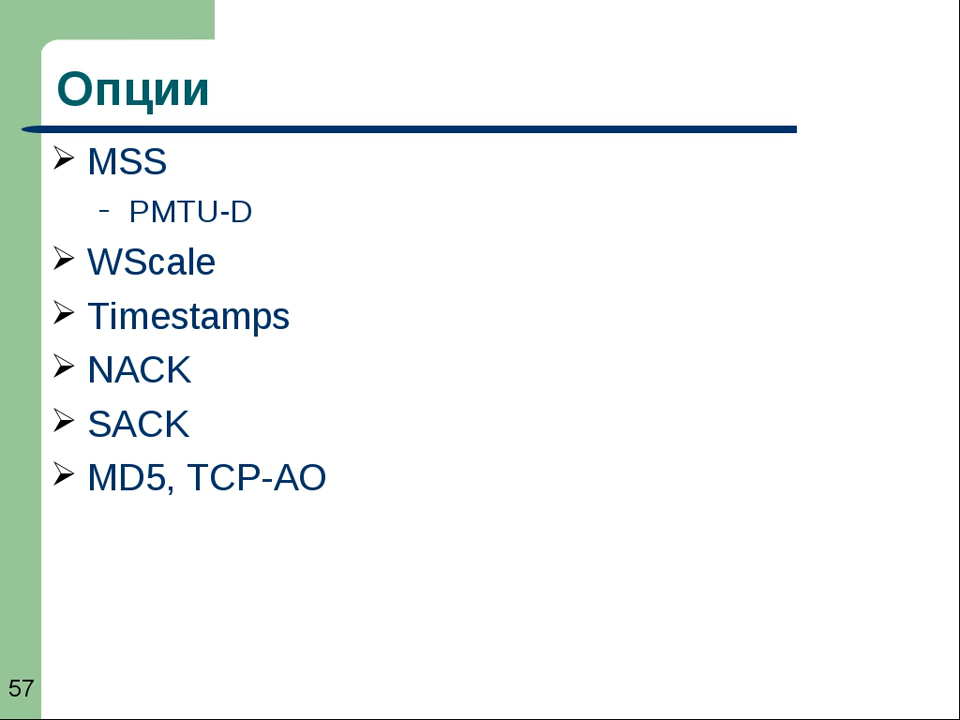 Опции
MSS
- PMTU-D
WScale
Timestamps
NACK
SACK
MD5, TCP-AO
57